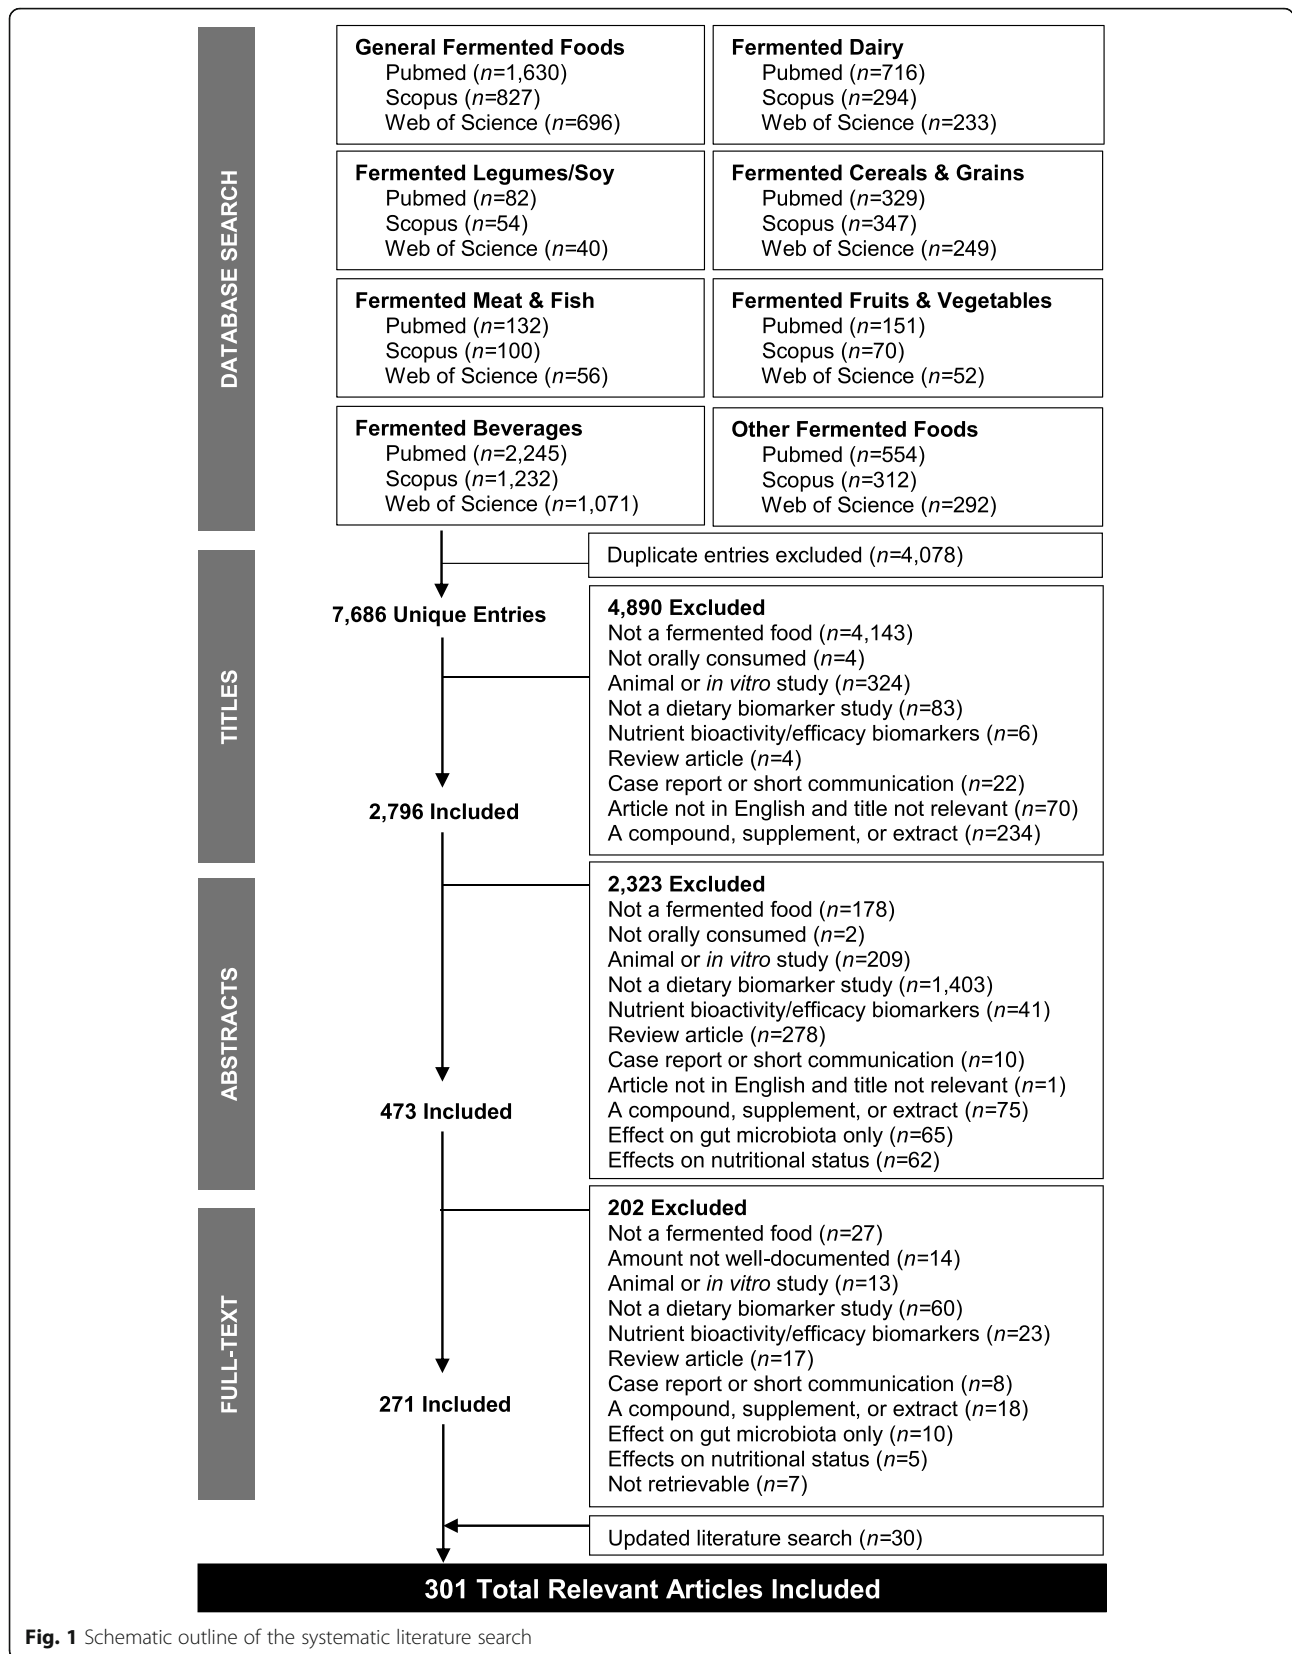 DATABASE SEARCH
General Fermented Foods
Pubmed (n=1,630)
Scopus (n=827)
Web of Science (n=696)
Fermented Dairy
Pubmed (n=716)
Scopus (n=294)
Web of Science (n=233)
Fermented Legumes/Soy
Pubmed (n=82)
Scopus (n=54)
Web of Science (n=40)
Fermented Cereals & Grains
Pubmed (n=329)
Scopus (n=347)
Web of Science (n=249)
Fermented Meat & Fish
Pubmed (n=132)
Scopus (n=100)
Web of Science (n=56)
Fermented Fruits & Vegetables
Pubmed (n=151)
Scopus (n=70)
Web of Science (n=52)
Fermented Beverages
Pubmed (n=2,245)
Scopus (n=1,232)
Web of Science (n=1,071)
Other Fermented Foods
Pubmed (n=554)
Scopus (n=312)
Web of Science (n=292)
TITLES
Duplicate entries excluded (n=4,078)
7,686 Unique Entries
4,890 Excluded
Not a fermented food (n=4,143)
Not orally consumed (n=4)
Animal or in vitro study (n=324)
Not a dietary biomarker study (n=83)
Nutrient bioactivity/efficacy biomarkers (n=6)
Review article (n=4)
Case report or short communication (n=22)
Article not in English and title not relevant (n=70)
A compound, supplement, or extract (n=234)
2,796 Included
ABSTRACTS
2,323 Excluded
Not a fermented food (n=178)
Not orally consumed (n=2)
Animal or in vitro study (n=209)
Not a dietary biomarker study (n=1,403)
Nutrient bioactivity/efficacy biomarkers (n=41)
Review article (n=278)
Case report or short communication (n=10)
Article not in English and title not relevant (n=1)
A compound, supplement, or extract (n=75)
Effect on gut microbiota only (n=65)
Effects on nutritional status (n=62)
473 Included
FULL-TEXT
202 Excluded
Not a fermented food (n=27)
Amount not well-documented (n=14)
Animal or in vitro study (n=13)
Not a dietary biomarker study (n=60)
Nutrient bioactivity/efficacy biomarkers (n=23)
Review article (n=17)
Case report or short communication (n=8)
A compound, supplement, or extract (n=18)
Effect on gut microbiota only (n=10)
Effects on nutritional status (n=5)
Not retrievable (n=7)
271 Included
Updated literature search (n=30)
301 Total Relevant Articles Included
Fig. 1 Schematic outline of the systematic literature search